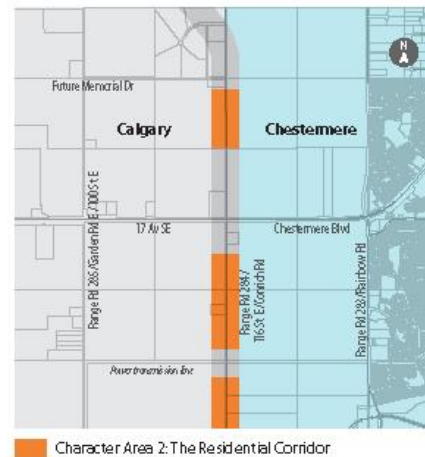 N
Future Memorial Dr
Calgary
Chestermere
17 Av SE
Chestermere Blvd
Range Rd 285/Garden Rd E/100 St E
Range Rd 284/
116 St E/Conrich Rd
Range Rd 283/Rainbow Rd
Power transmission line
Character Area 2: The Residential Corridor